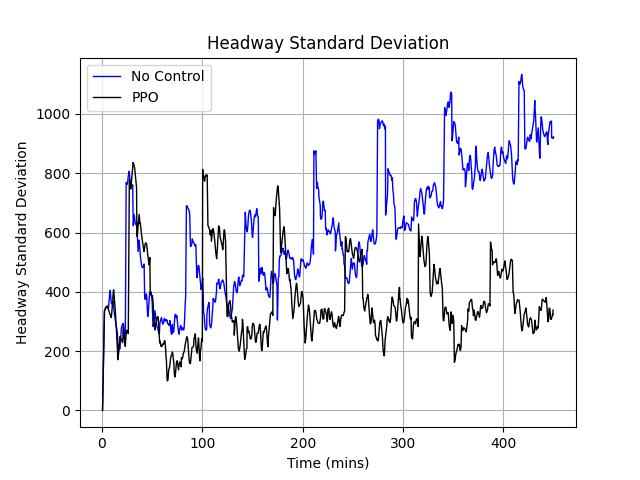 Headway Standard Deviation
No Control
PPO
Headway Standard Deviation
1000
800
600
400
200
0
0 100 200 300 400
Time (mins)